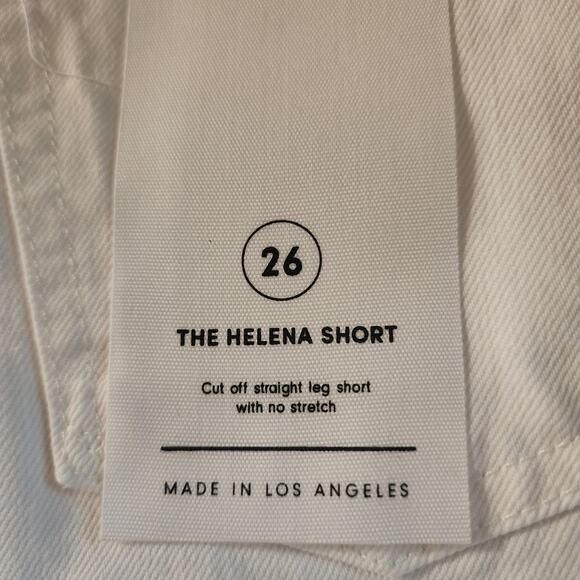 26
THE HELENA SHORT
Cut off straight leg short
with no stretch
MADE IN LOS ANGELES